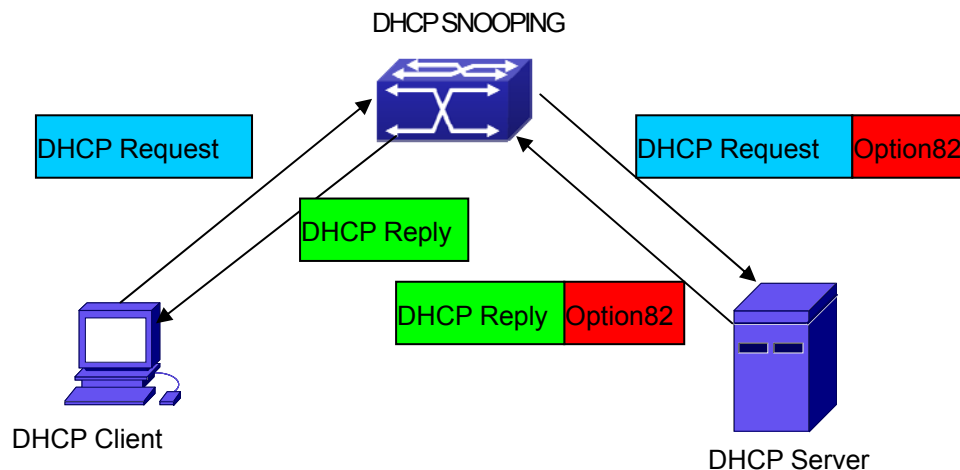 DHCP SNOOPING
DHCP Request
DHCP Request Option82
DHCP Reply
DHCP Reply Option82
DHCP Client
DHCP Server